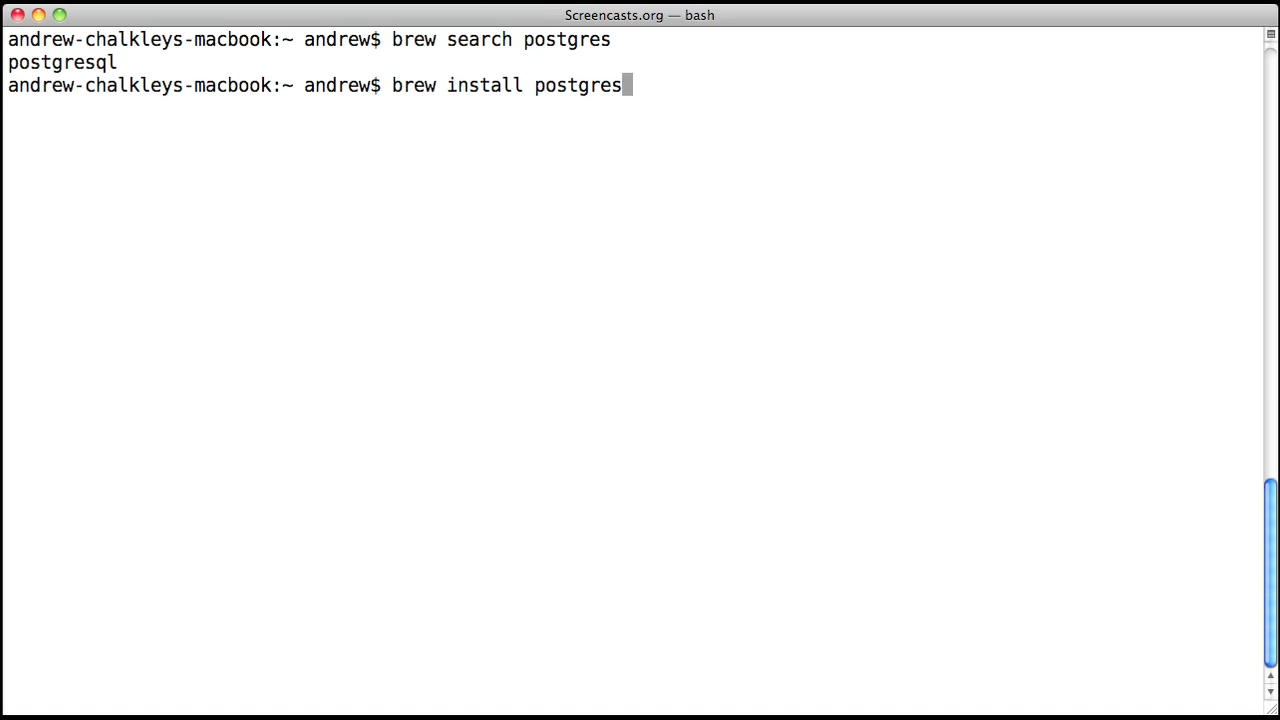 Screencasts.org — bash
andrew-chalkleys-macbook:~ andrew$ brew search postgres
postgresql
andrew-chalkleys-macbook:~ andrew$ brew install postgres